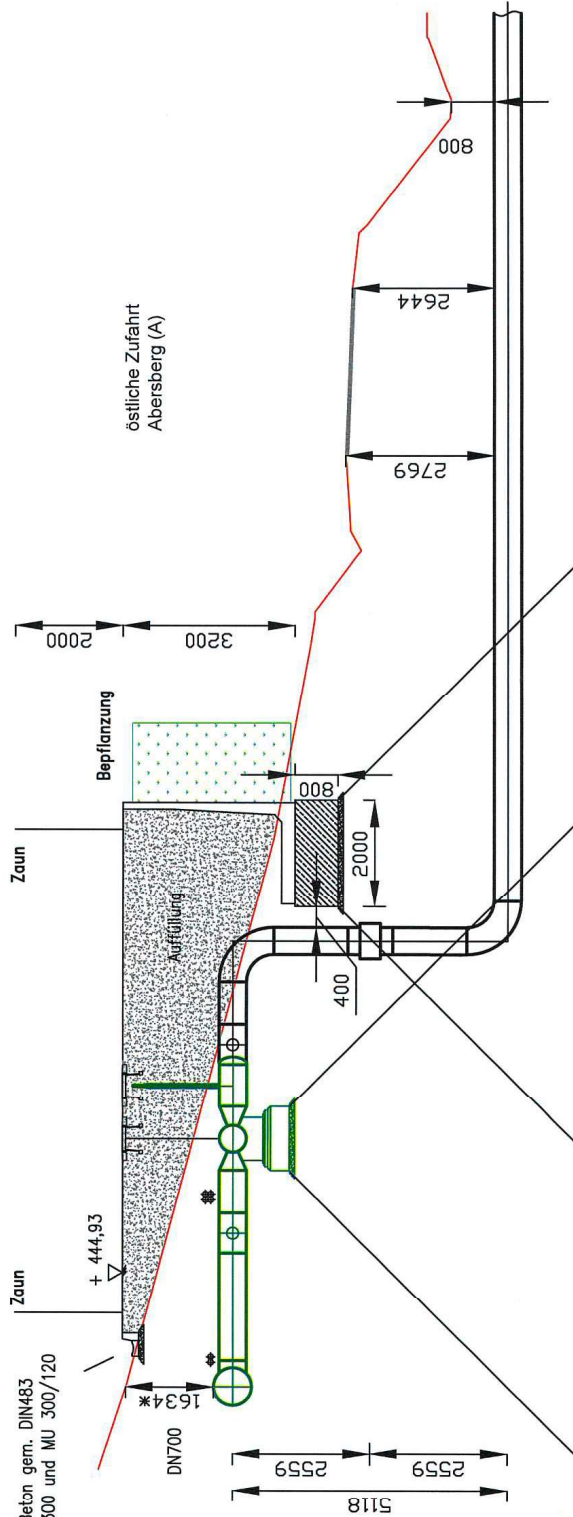 Beton gem. DIN483
300 und MU 300/120
Zaun
Zaun
+ 444,93
Auffüllung
Bepflanzung
2000
3200
östliche Zufahrt
Abersberg (A)
1634*
DN700
400
2000
800
2769
2644
800
2559
2559
5118